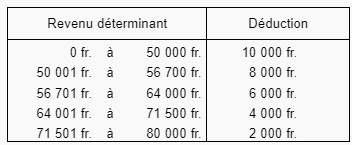 Revenu déterminant Déduction
0 fr. à 50 000 fr. 10 000 fr.
50 001 fr. à 56 700 fr. 8 000 fr.
56 701 fr. à 64 000 fr. 6 000 fr.
64 001 fr. à 71 500 fr. 4 000 fr.
71 501 fr. à 80 000 fr. 2 000 fr.